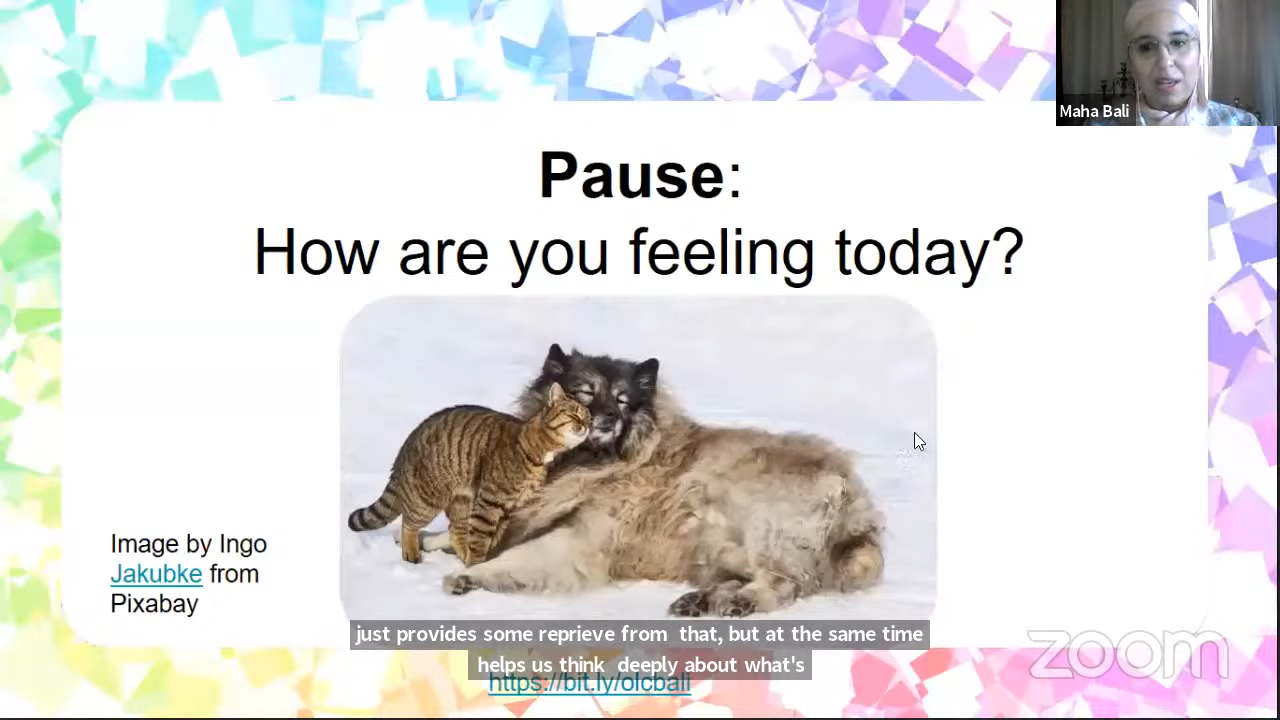 Maha Bali
Pause:
How are you feeling today?
Image by Ingo
Jakubke from
Pixabay
just provides some reprieve from that, but at the same time
helps us think deeply about what's
https://bit.ly/olcbali
zoom